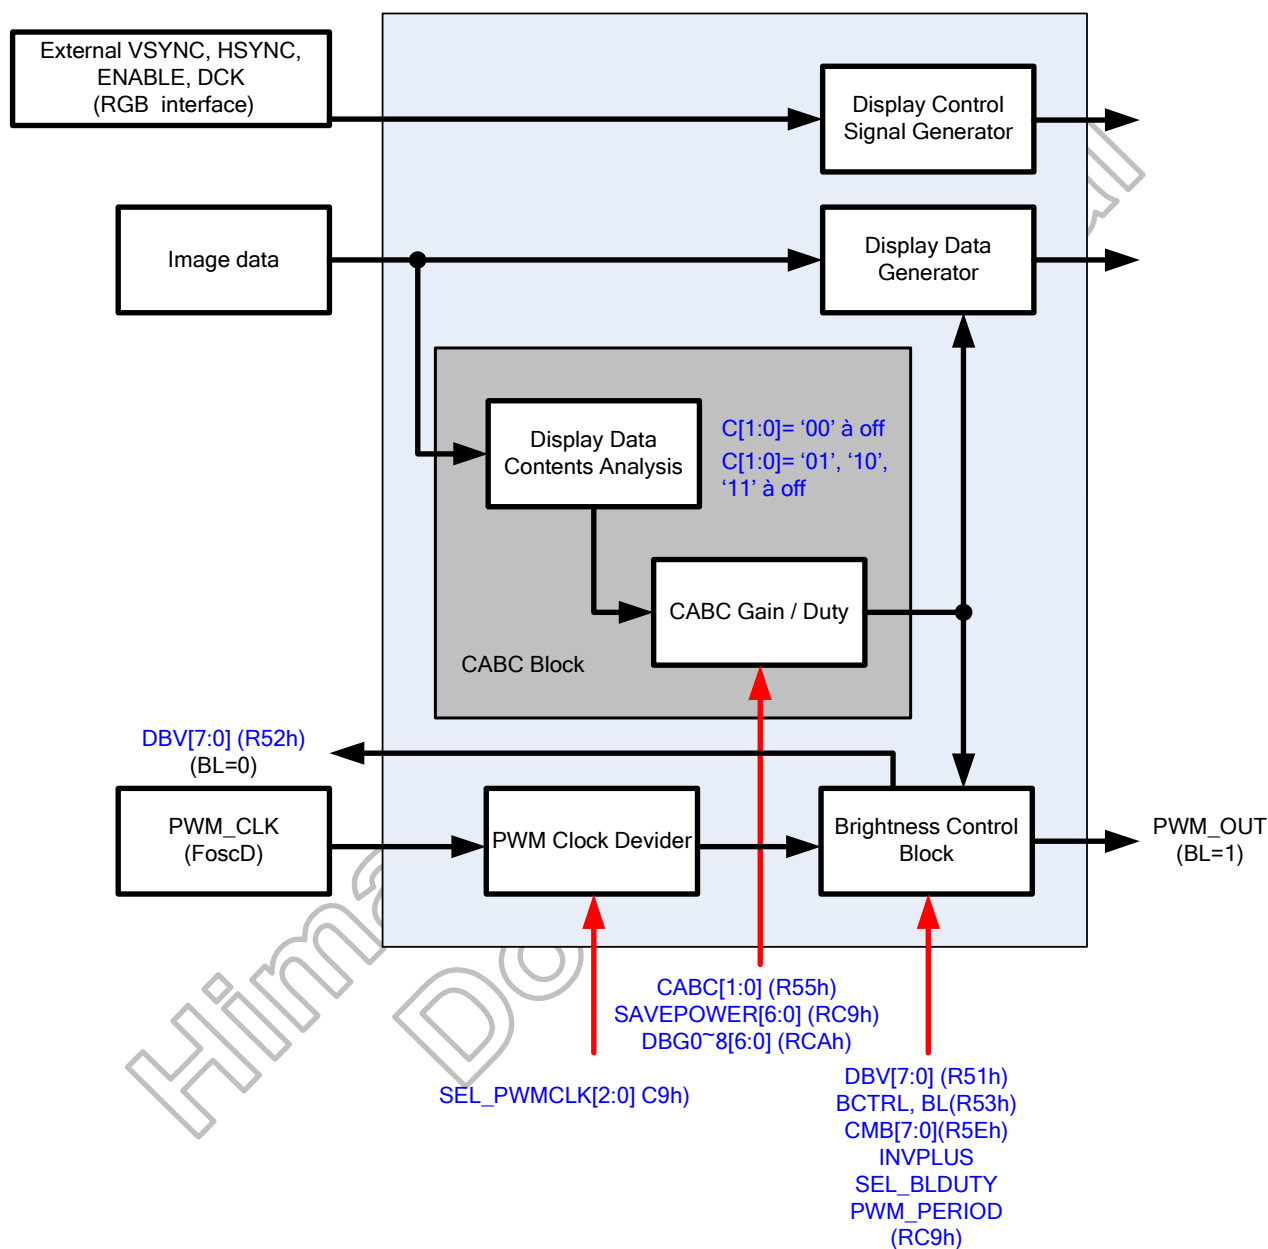 External VSYNC, HSYNC,
ENABLE, DCK
(RGB interface)
Display Control
Signal Generator
Image data
Display Data
Generator
Display Data
Contents Analysis
C[1:0]= ‘00’ à off
C[1:0]= ‘01’, ‘10’,
‘11’ à off
CABC Gain / Duty
CABC Block
DBV[7:0] (R52h)
(BL=0)
PWM_CLK
(FoscD)
PWM Clock Devider
Brightness Control
Block
PWM_OUT
(BL=1)
CABC[1:0] (R55h)
SAVEPOWER[6:0] (RC9h)
DBG0~8[6:0] (RCAh)
SEL_PWMCLK[2:0] C9h)
DBV[7:0] (R51h)
BCTRL, BL(R53h)
CMB[7:0](R5Eh)
INVPLUS
SEL_BLDUTY
PWM_PERIOD
(RC9h)